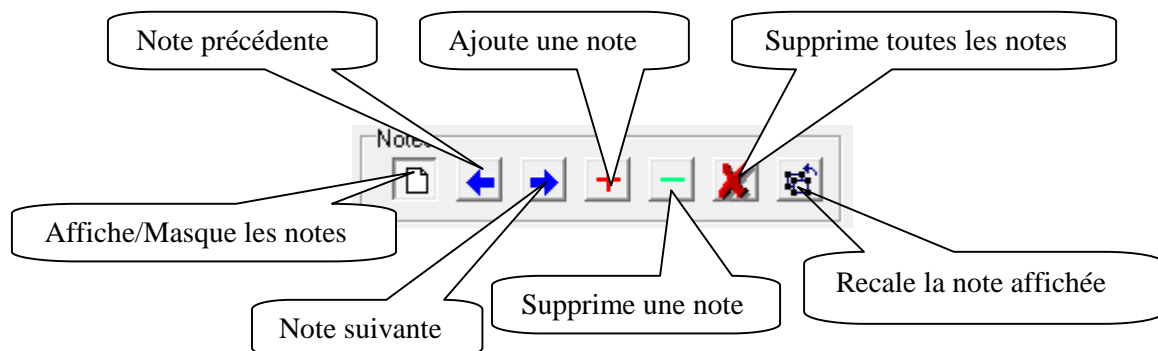 Note précédente
Ajoute une note
Supprime toutes les notes
Notes
Affiche/Masque les notes
Note suivante
Supprime une note
Recale la note affichée